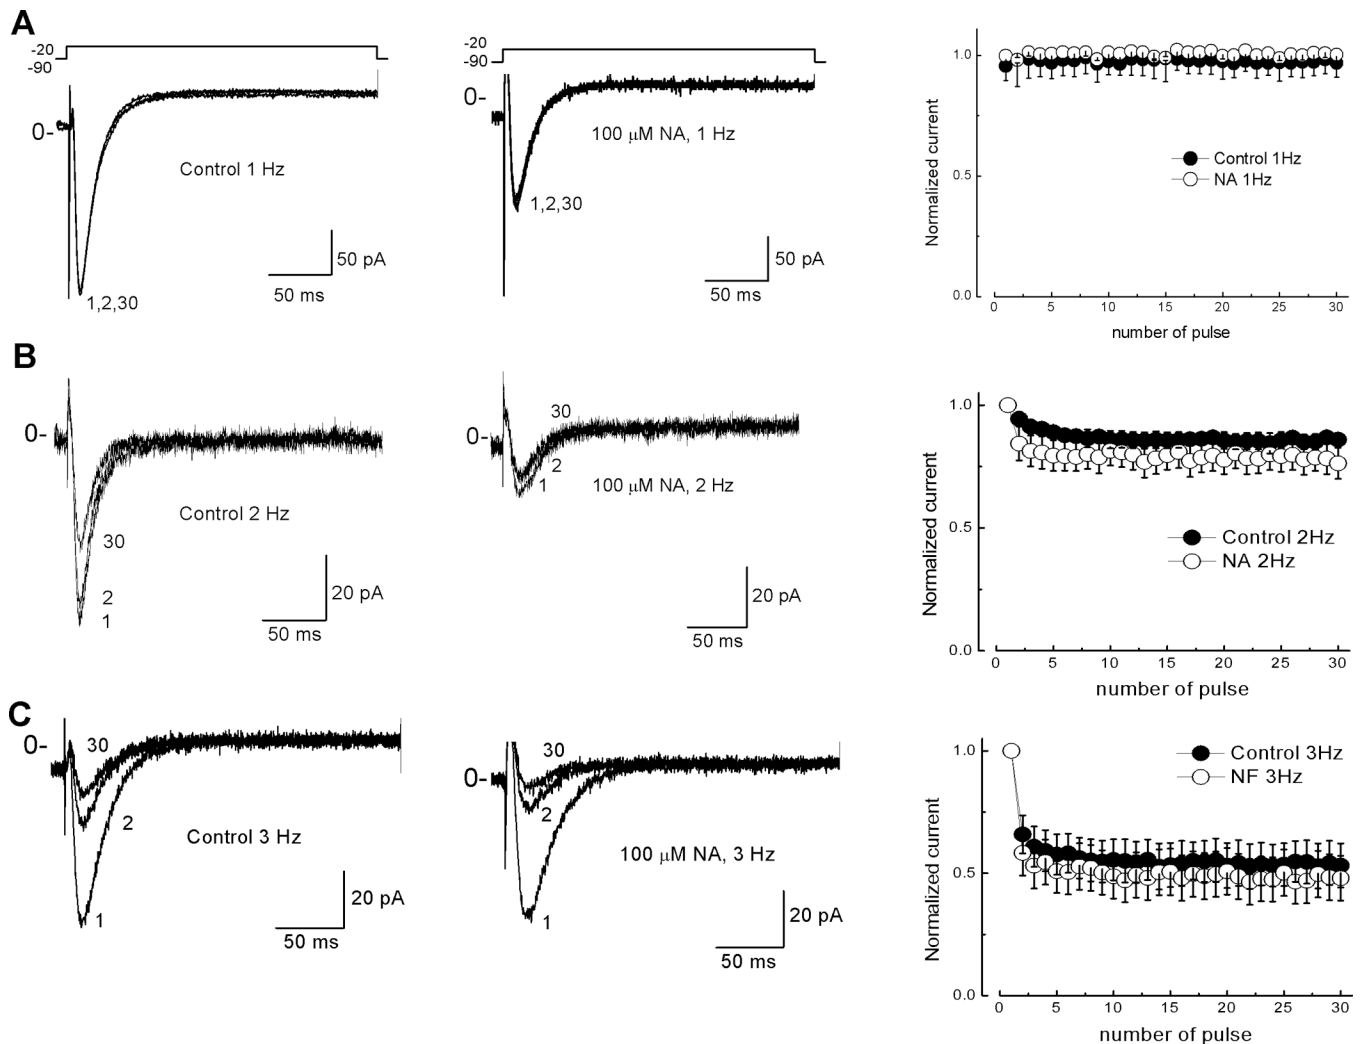 A
-20
-90
0-
Control 1 Hz
1,2,30
50 pA
50 ms
-20
-90
0-
100 μM NA, 1 Hz
1,2,30
50 pA
50 ms
Normalized current
1.0
0.5
0.0
Control 1Hz
NA 1Hz
0 5 10 15 20 25 30
number of pulse
B
0-
Control 2 Hz
30
2
1
20 pA
50 ms
0-
30
2
1
100 μM NA, 2 Hz
20 pA
50 ms
Normalized current
1.0
0.5
0.0
Control 2Hz
NA 2Hz
0 5 10 15 20 25 30
number of pulse
C
0-
30
2
Control 3 Hz
1
20 pA
50 ms
0-
30
2
100 μM NA, 3 Hz
1
20 pA
50 ms
Normalized current
1.0
0.5
0.0
Control 3Hz
NF 3Hz
0 5 10 15 20 25 30
number of pulse